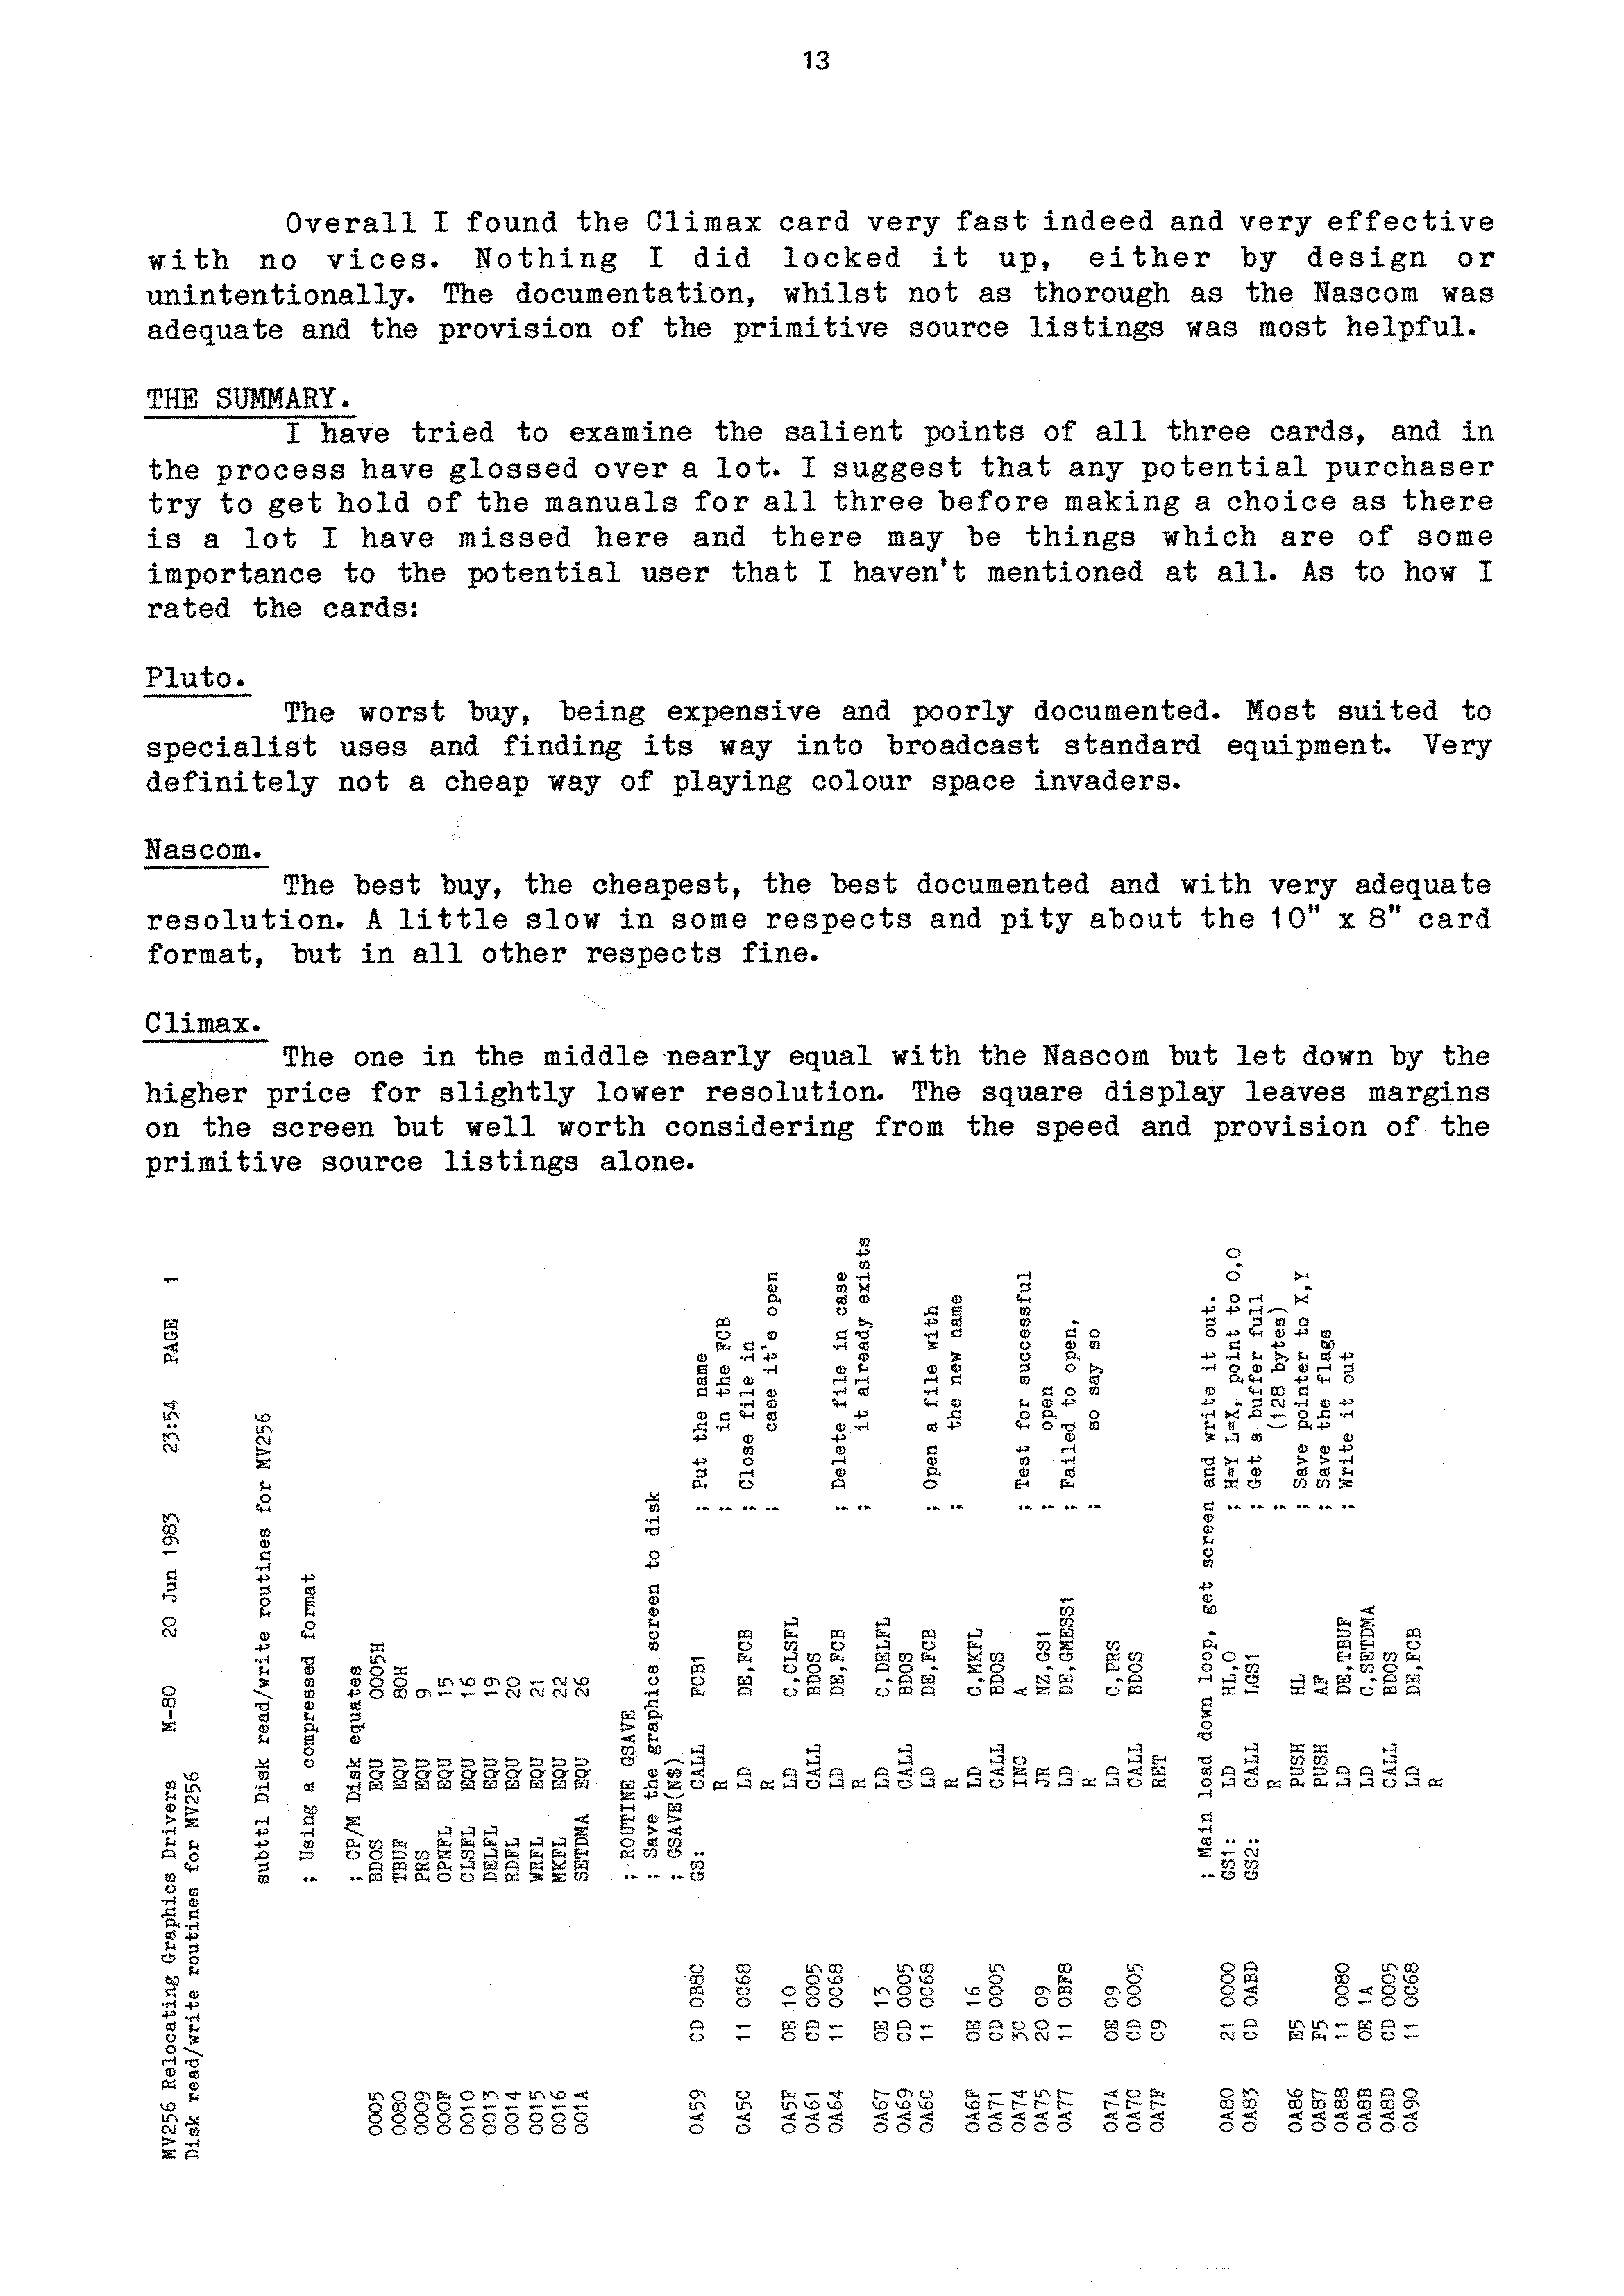 13
Overall I found the Climax card very fast indeed and very effective
with no vices. Nothing I did locked it up, either by design or
unintentionally. The documentation, whilst not as thorough as the Nascom was
adequate and the provision of the primitive source listings was most helpful.
THE SUMMARY.
I have tried to examine the salient points of all three cards, and in
the process have glossed over a lot. I suggest that any potential purchaser
try to get hold of the manuals for all three before making a choice as there
is a lot I have missed here and there may be things which are of some
importance to the potential user that I haven't mentioned at all. As to how I
rated the cards:
Pluto.
The worst buy, being expensive and poorly documented. Most suited to
specialist uses and finding its way into broadcast standard equipment. Very
definitely not a cheap way of playing colour space invaders.
Nascom.
The best buy, the cheapest, the best documented and with very adequate
resolution. A little slow in some respects and pity about the 10" x 8" card
format, but in all other respects fine.
Climax.
The one in the middle nearly equal with the Nascom but let down by the
higher price for slightly lower resolution. The square display leaves margins
on the screen but well worth considering from the speed and provision of the
primitive source listings alone.
MV256 Relocating Graphics Drivers M-80 20 Jun 1983 23:54 PAGE 1
Disk read/write routines for MV256
subttl Disk read/write routines for MV256
; Using a compressed format
; CP/M Disk equates
0005 BDOS EQU 0005H
0080 TBUF EQU 80H
0009 PRS EQU 9
000F OPNFL EQU 15
0010 CLSFL EQU 16
0013 DELFL EQU 19
0014 RDFL EQU 20
0015 WRFL EQU 21
0016 MKFL EQU 22
001A SETDMA EQU 26
; ROUTINE GSAVE
; Save the graphics screen to disk
; GSAVE(N$)
0A59 CD 0B8C GS: CALL FCB1 ; Put the name
R ; in the FCB
0A5C 11 0C68 LD DE,FCB ; Close file in
R ; case it's open
0A5F 0E 10 LD C,CLSFL
0A61 CD 0005 CALL BDOS
0A64 11 0C68 LD DE,FCB ; Delete file in case
R ; it already exists
0A67 0E 13 LD C,DELFL
0A69 CD 0005 CALL BDOS
0A6C 11 0C68 LD DE,FCB ; Open a file with
R ; the new name
0A6F 0E 16 LD C,MKFL
0A71 CD 0005 CALL BDOS
0A74 3C INC A ; Test for successful
0A75 20 09 JR NZ,GS1 ; open
0A77 11 0BF8 LD DE,GMESS1 ; Failed to open,
R ; so say so
0A7A 0E 09 LD C,PRS
0A7C CD 0005 CALL BDOS
0A7F C9 RET
; Main load down loop, get screen and write it out.
0A80 21 0000 GS1: LD HL,0 ; H=Y L=X, point to 0,0
0A83 CD 0ABD GS2: CALL LGS1 ; Get a buffer full
R ; (128 bytes)
0A86 E5 PUSH HL ; Save pointer to X,Y
0A87 F5 PUSH AF ; Save the flags
0A88 11 0080 LD DE,TBUF ; Write it out
0A8B 0E 1A LD C,SETDMA
0A8D CD 0005 CALL BDOS
0A90 11 0C68 LD DE,FCB
R